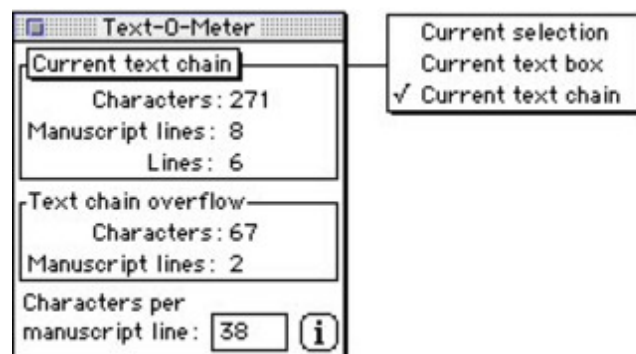 Text-O-Meter
Current text chain
Characters: 271
Manuscript lines: 8
Lines: 6
Text chain overflow
Characters: 67
Manuscript lines: 2
Characters per
manuscript line: 38
i
Current selection
Current text box
√ Current text chain